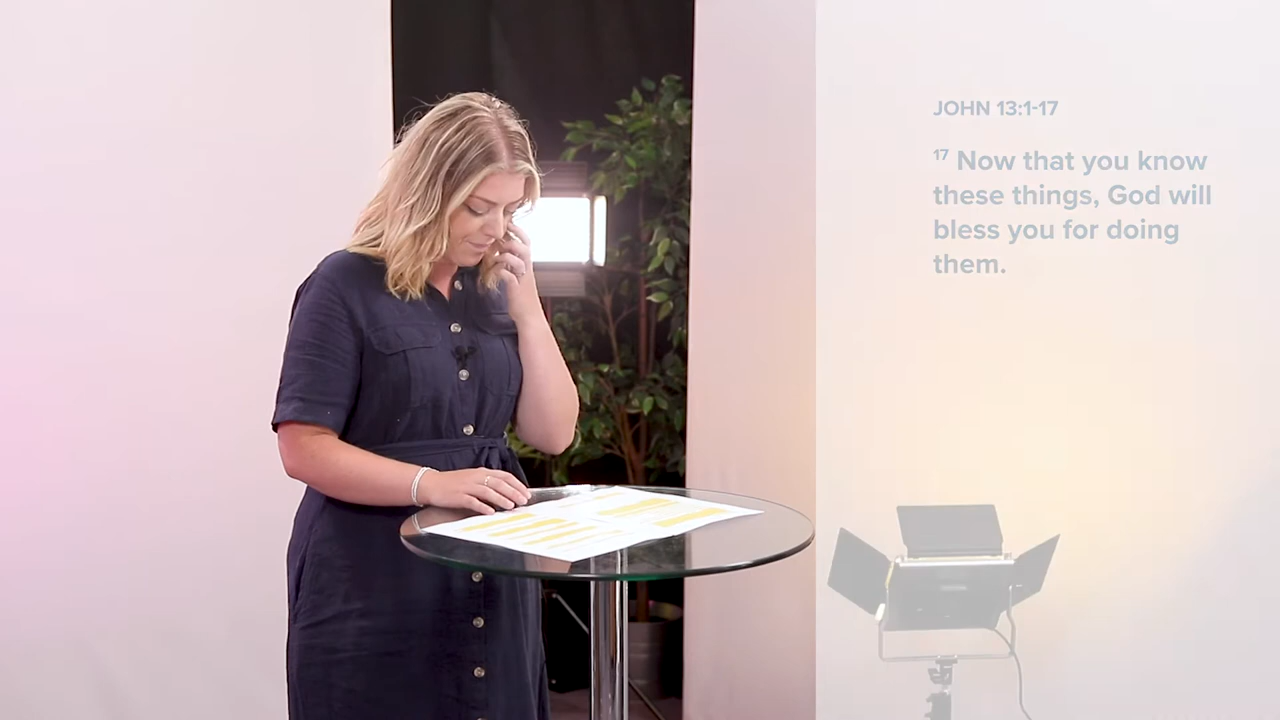 JOHN 13:1-17
17 Now that you know
these things, God will
bless you for doing
them.